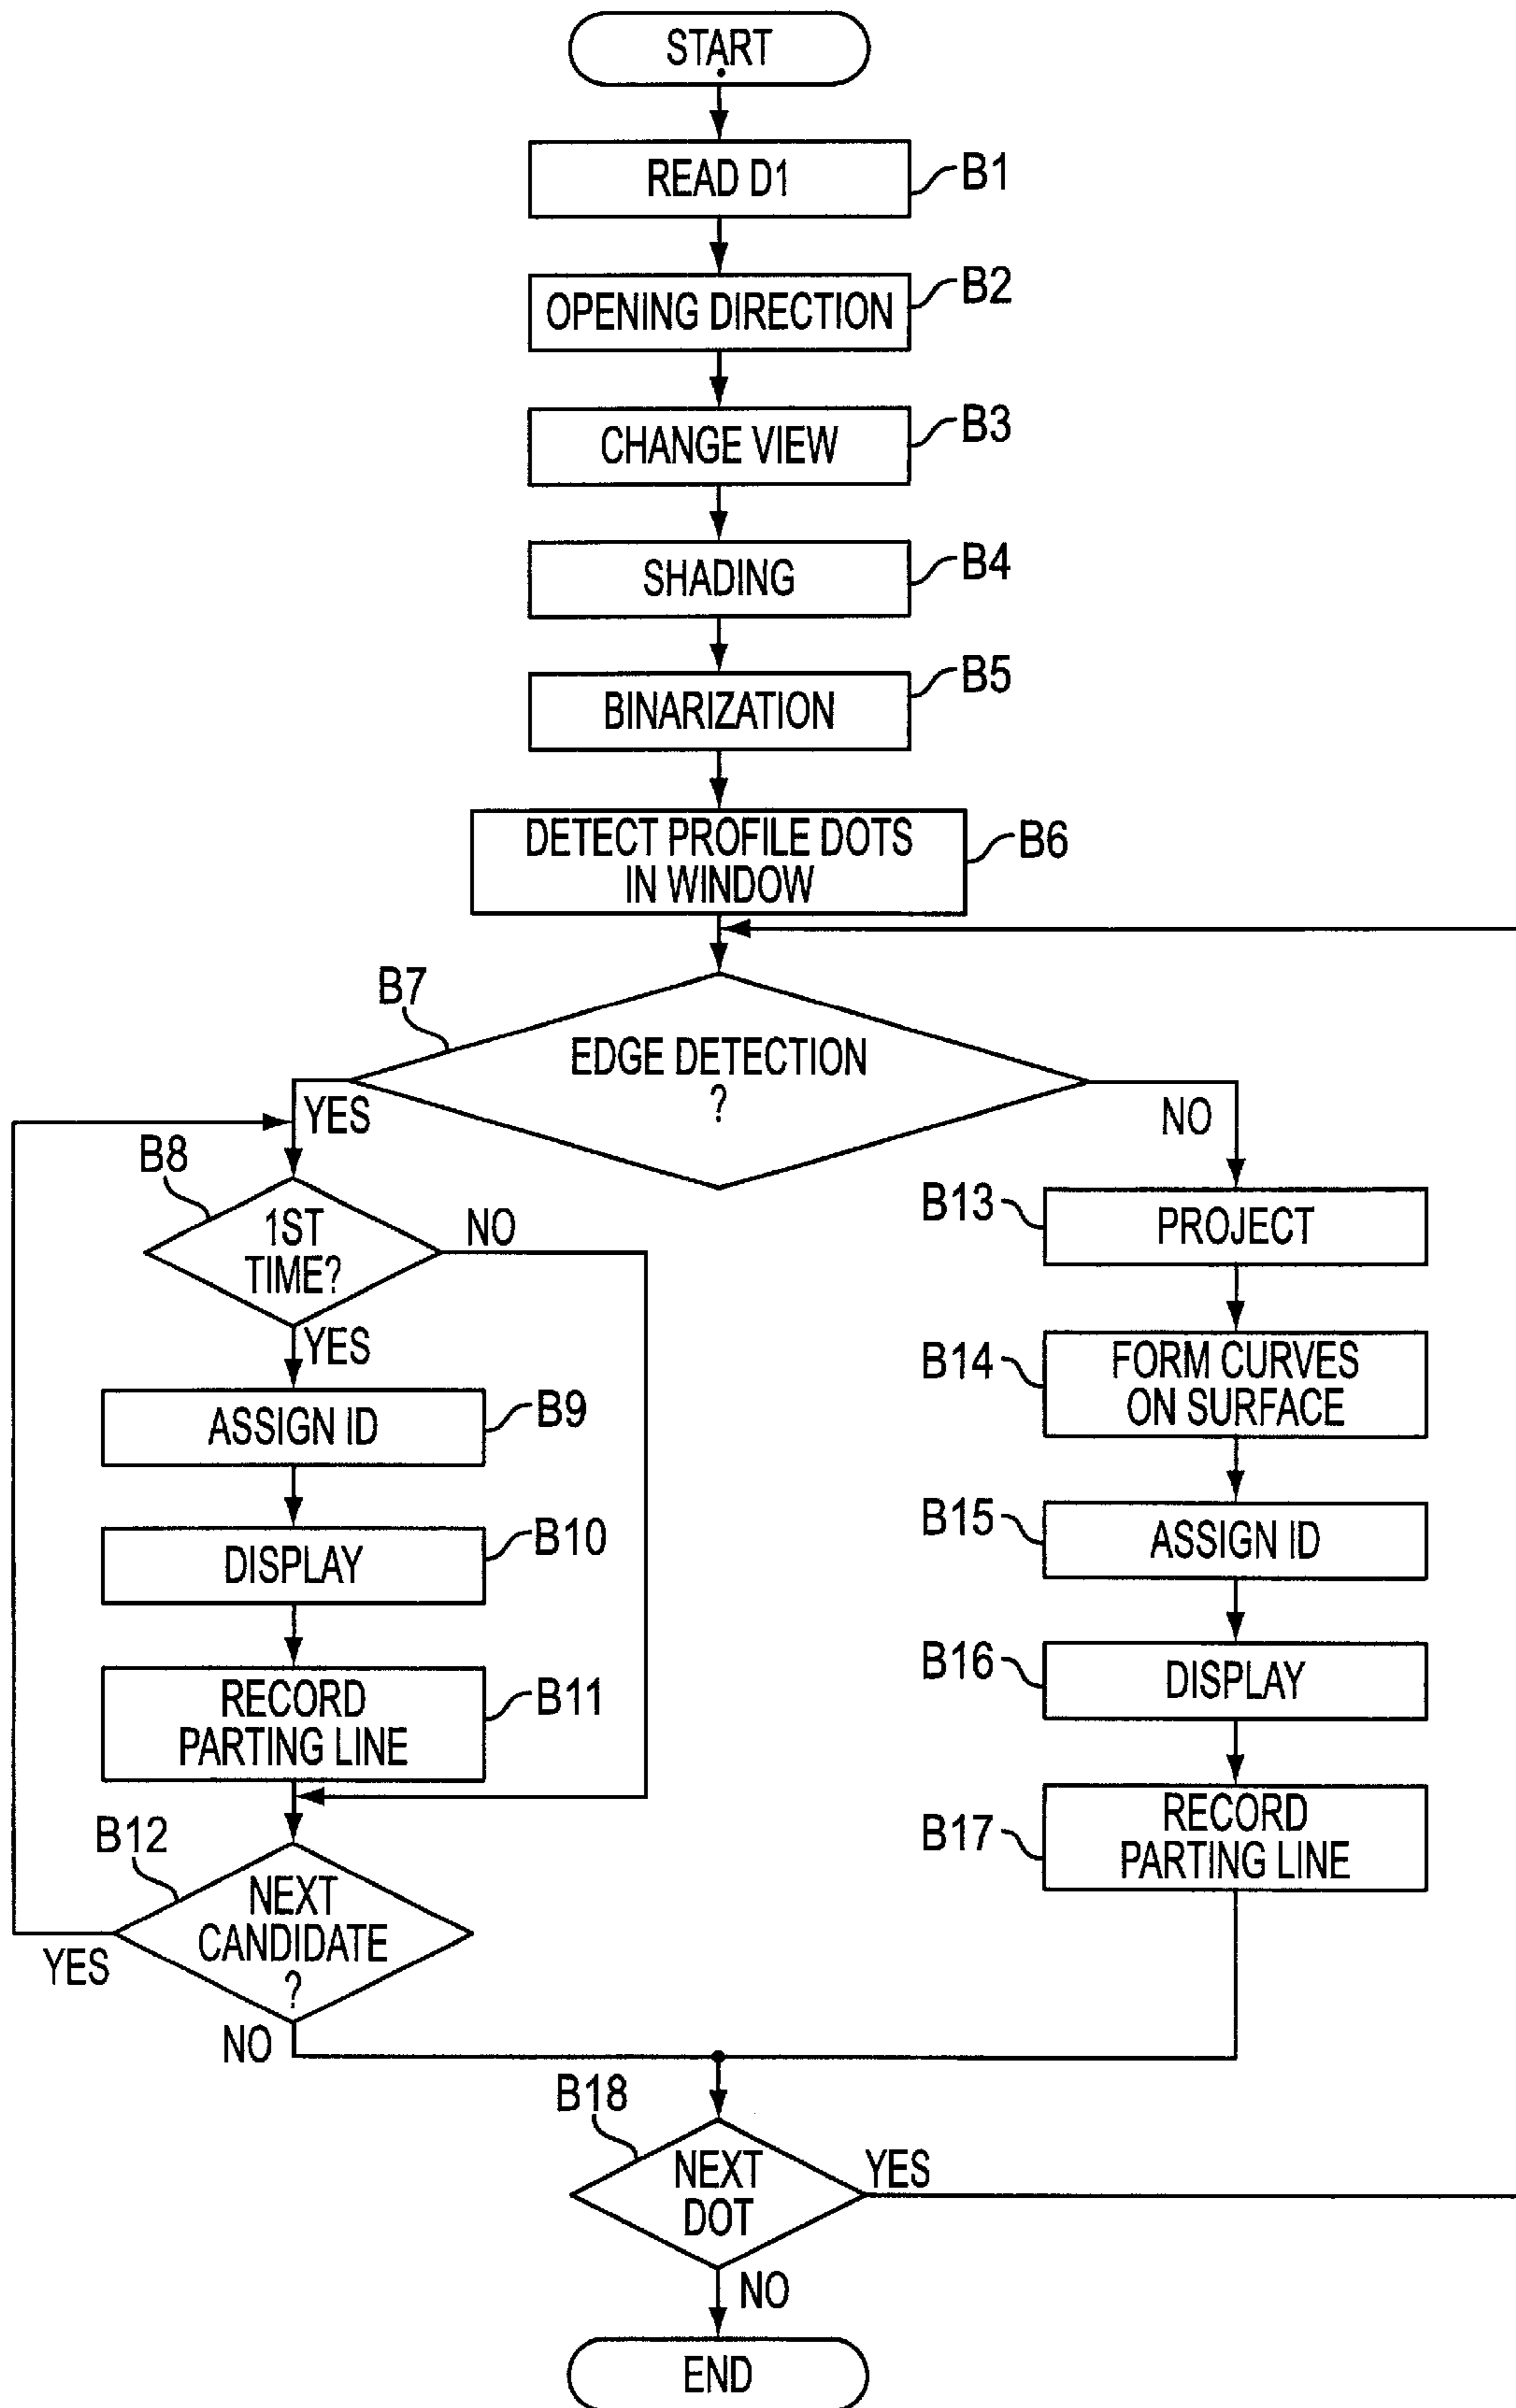 START
READ D1
B1
OPENING DIRECTION
B2
CHANGE VIEW
B3
SHADING
B4
BINARIZATION
B5
DETECT PROFILE DOTS
IN WINDOW
B6
B7
EDGE DETECTION
?
YES
NO
B8
1ST
TIME?
NO
YES
B13
PROJECT
B9
ASSIGN ID
B14
FORM CURVES
ON SURFACE
B10
DISPLAY
B15
ASSIGN ID
B11
RECORD
PARTING LINE
B16
DISPLAY
B12
NEXT
CANDIDATE
?
YES
NO
B17
RECORD
PARTING LINE
B18
NEXT
DOT
YES
NO
END